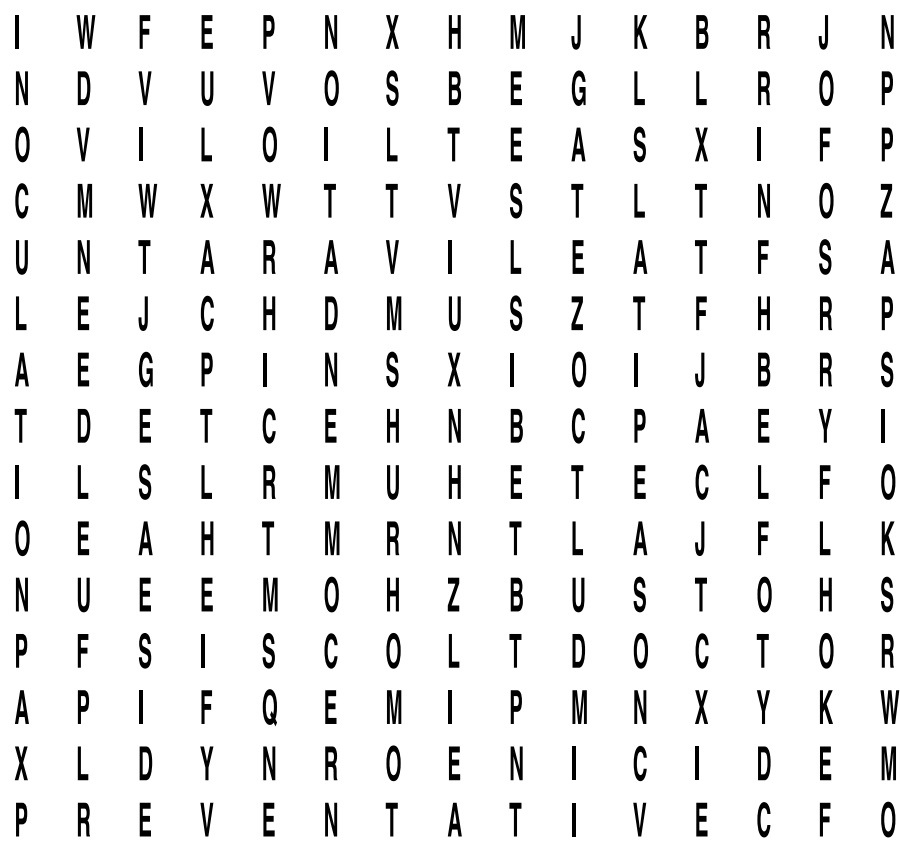 I W F E P N X H M J K B R J N
N D V U V O S B E G L L R O P
O V I L O I L T E A S X I F P
C M W X W T T V S T L T N O Z
U N T A R A V I L E A T F S A
L E J C H D M U S Z T F H R P
A E G P I N S X I O I J B R S
T D E T C E H N B C P A E Y I
I L S L R M U H E T E C L F O
O E A H T M R N T L A J F L K
N U E E M O H Z B U S T O H S
P F S I S C O L T D O C T O R
A P I F Q E M I P M N X Y K W
X L D Y N R O E N I C I D E M
P R E V E N T A T I V E C F O